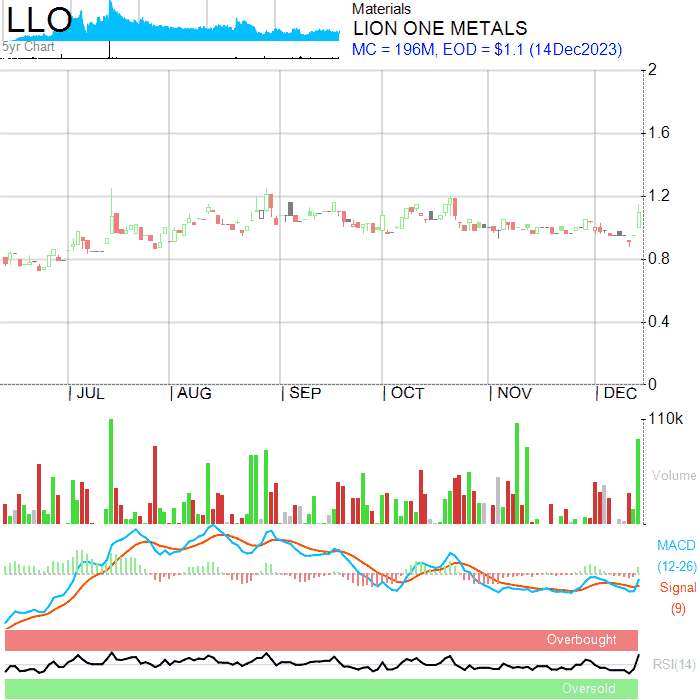 LLO
5yr Chart
Materials
LION ONE METALS
MC = 196M, EOD = $1.1 (14Dec2023)
2
1.6
1.2
0.8
0.4
0
JUL AUG SEP OCT NOV DEC
110k
Volume
MACD
(12-26)
Signal
(9)
Overbought
RSI(14)
Oversold